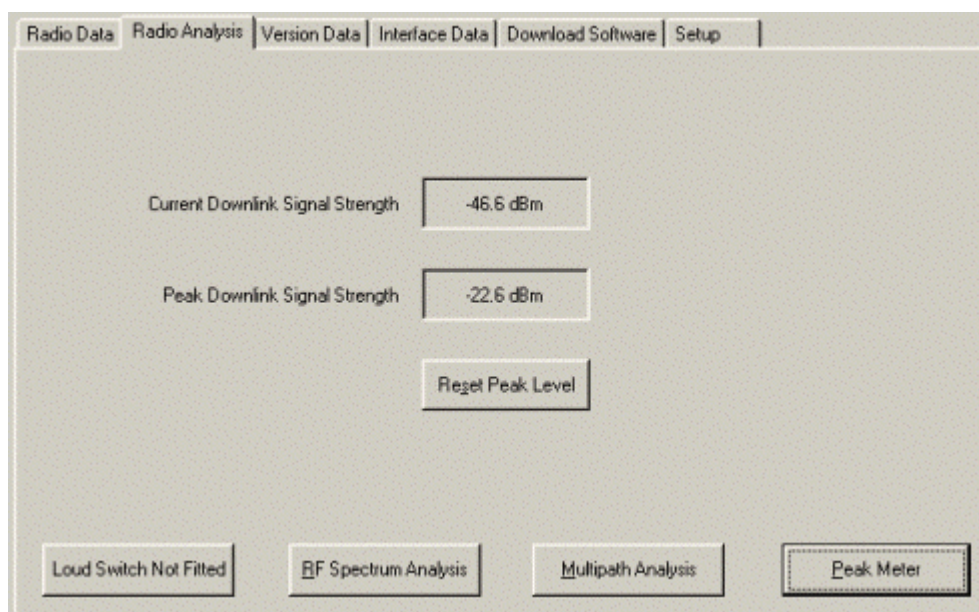 Radio Data Radio Analysis Version Data Interface Data Download Software Setup
Current Downlink Signal Strength -46.6 dBm
Peak Downlink Signal Strength -22.6 dBm
Reset Peak Level
Loud Switch Not Fitted RF Spectrum Analysis Multipath Analysis Peak Meter